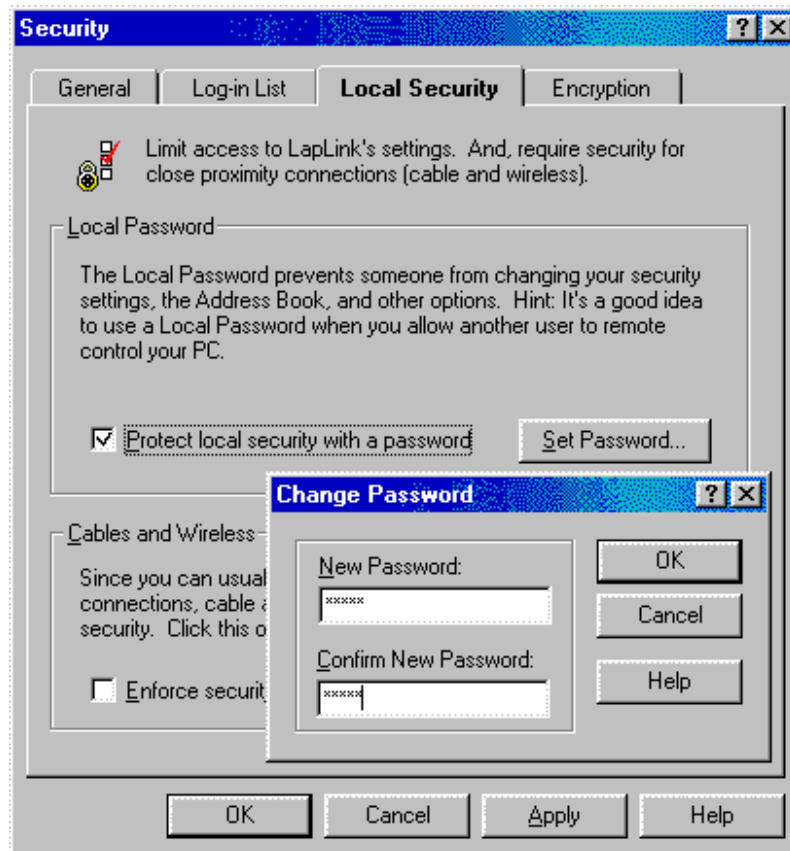 Security
General Log-in List Local Security Encryption
Limit access to LapLink's settings. And, require security for
close proximity connections (cable and wireless).
Local Password
The Local Password prevents someone from changing your security
settings, the Address Book, and other options. Hint: It's a good idea
to use a Local Password when you allow another user to remote
control your PC.
Protect local security with a password
Set Password...
Change Password
New Password:
*****
Confirm New Password:
*****
OK
Cancel
Help
Cables and Wireless
Since you can usual
connections, cable a
security. Click this o
Enforce securit
OK Cancel Apply Help